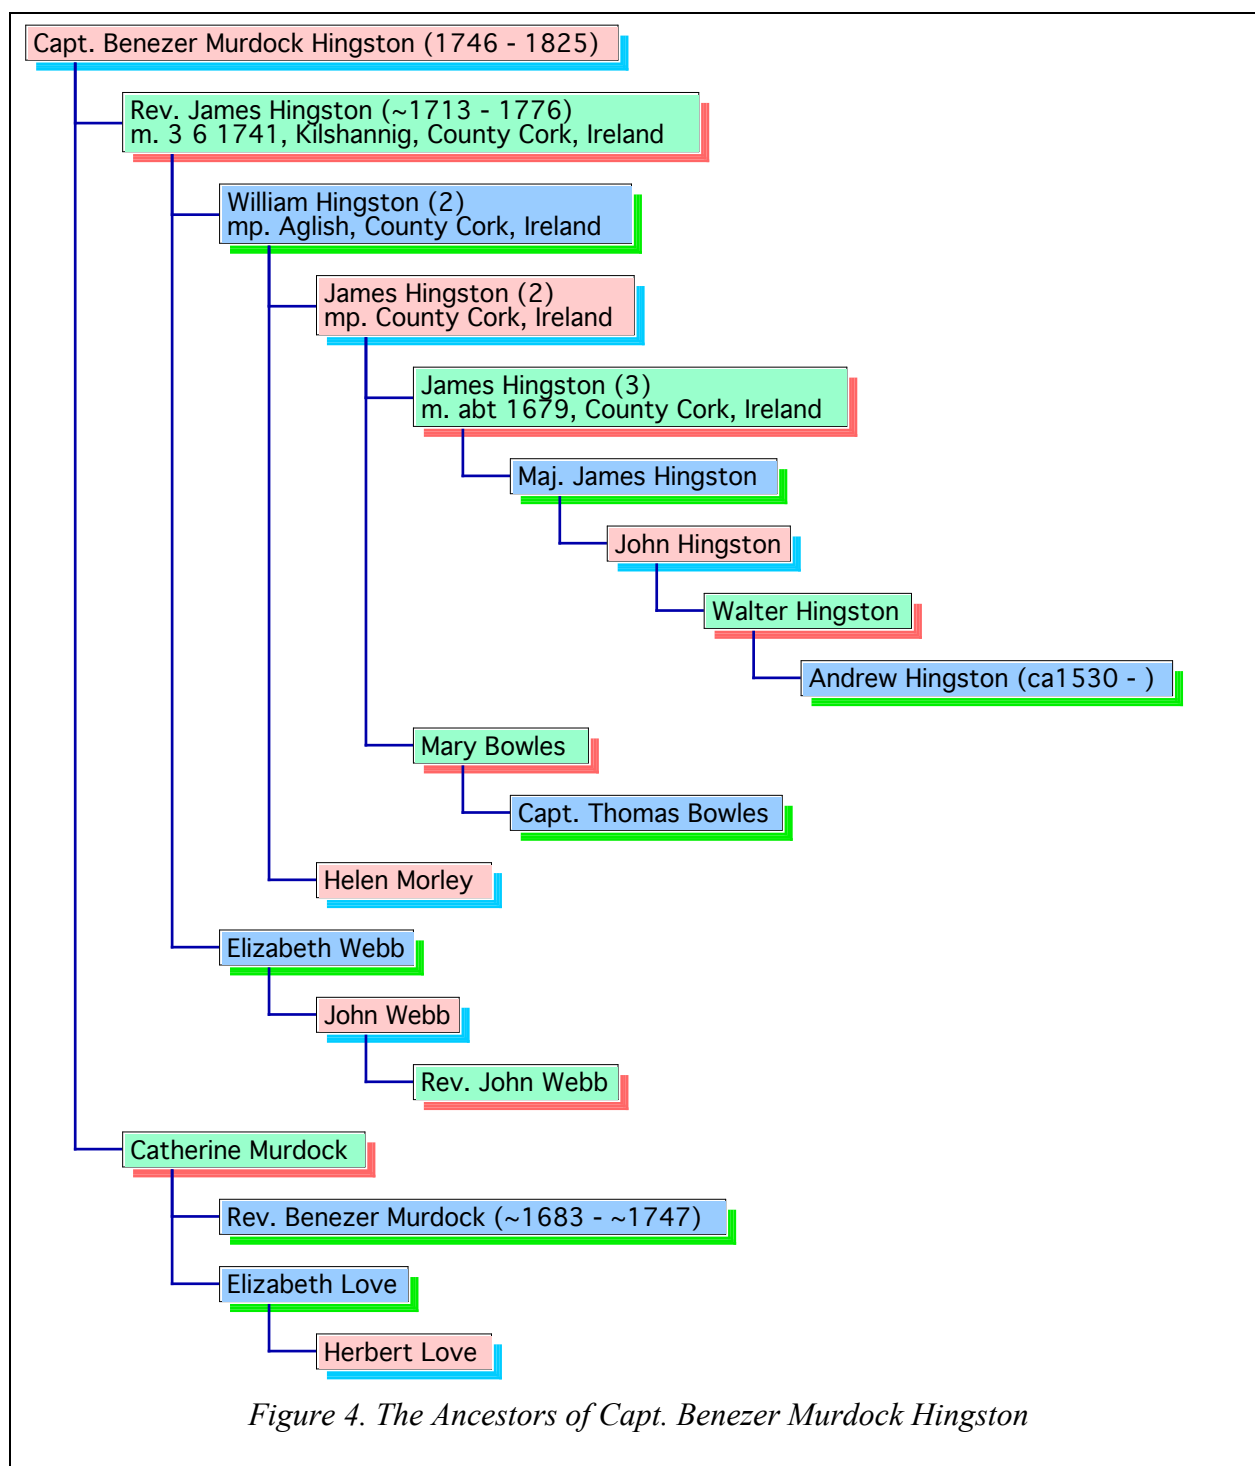 Capt. Benezer Murdock Hingston (1746 - 1825)
Rev. James Hingston (~1713 - 1776)
m. 3 6 1741, Kilshannig, County Cork, Ireland
William Hingston (2)
mp. Aglish, County Cork, Ireland
James Hingston (2)
mp. County Cork, Ireland
James Hingston (3)
m. abt 1679, County Cork, Ireland
Maj. James Hingston
John Hingston
Walter Hingston
Andrew Hingston (ca1530 - )
Mary Bowles
Capt. Thomas Bowles
Helen Morley
Elizabeth Webb
John Webb
Rev. John Webb
Catherine Murdock
Rev. Benezer Murdock (~1683 - ~1747)
Elizabeth Love
Herbert Love
Figure 4. The Ancestors of Capt. Benezer Murdock Hingston